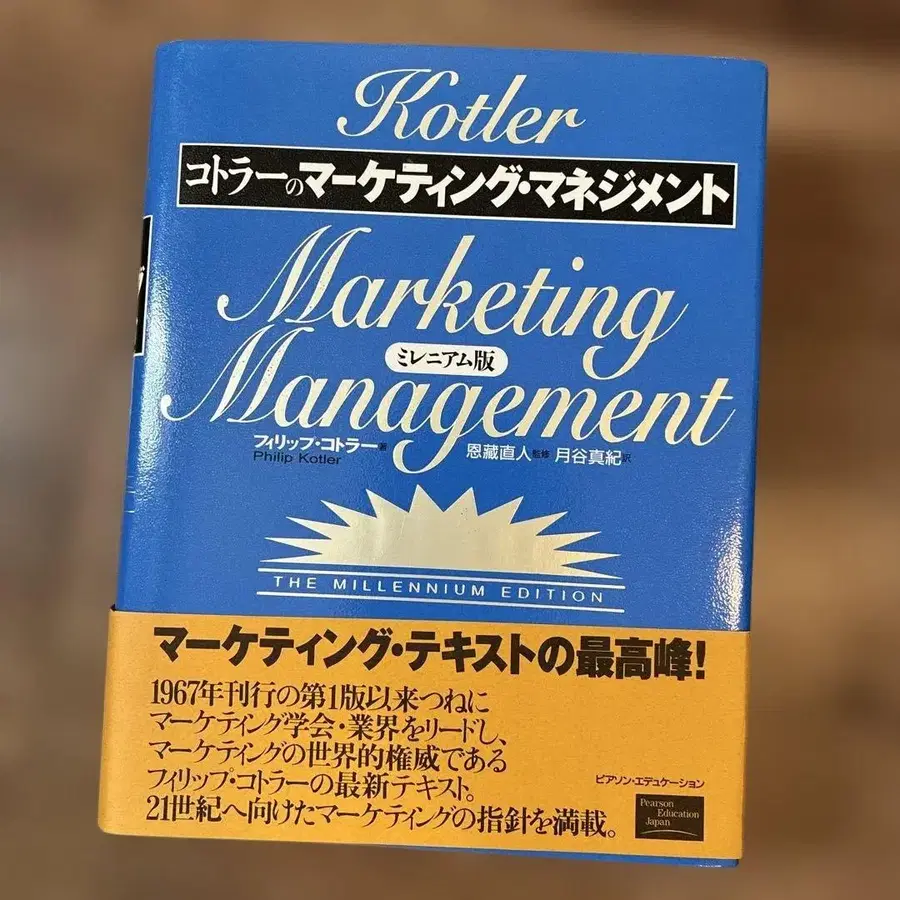 Kotler
コトラーのマーケティング・マネジメント
Marketing
ミレニアム版
Management
フィリップ・コトラー著
Philip Kotler
恩藏直人監修 月谷真紀訳
THE MILLENNIUM EDITION
マーケティング・テキストの最高峰!
1967年刊行の第1版以来つねに
マーケティング学会・業界をリードし、
マーケティングの世界的権威である
フィリップ・コトラーの最新テキスト。
21世紀へ向けたマーケティングの指針を満載。
ピアソン・エデュケーション
Pearson
Education
Japan